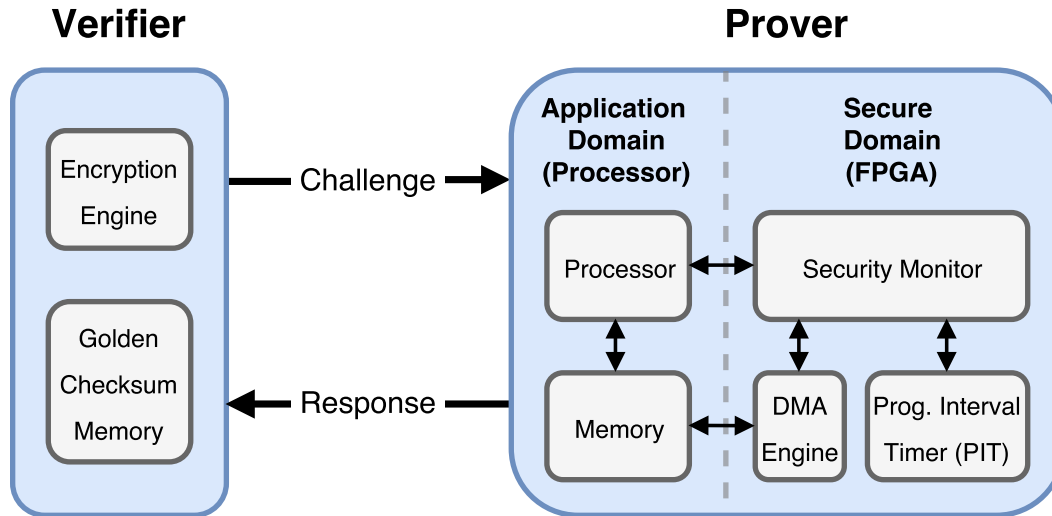 Verifier
Encryption
Engine
Golden
Checksum
Memory
Challenge
Response
Prover
Application
Domain
(Processor)
Secure
Domain
(FPGA)
Processor
Security Monitor
Memory
DMA
Engine
Prog. Interval
Timer (PIT)